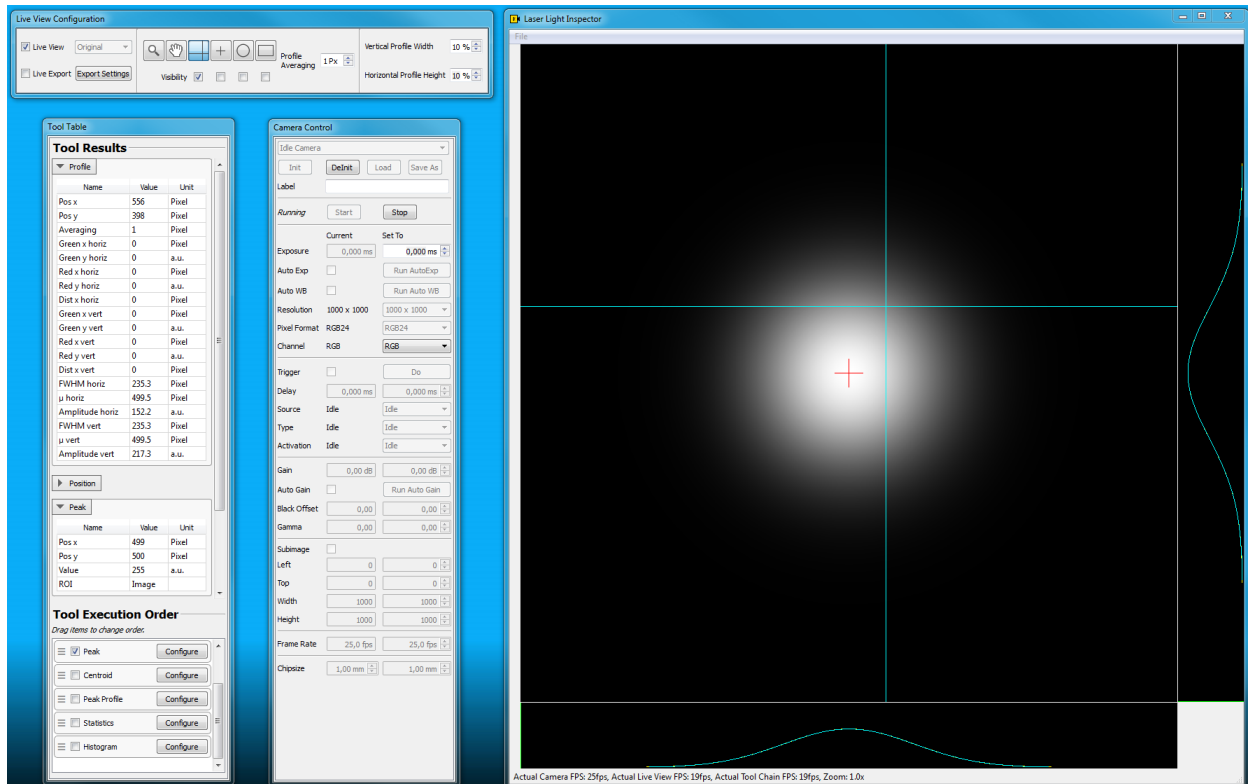 Live View Configuration
Live View Original
Live Export Export Settings
Visibility
Profile Averaging 1 Px
Vertical Profile Width 10 %
Horizontal Profile Height 10 %
Tool Table
Tool Results
Profile
Name Value Unit
Pos x 556 Pixel
Pos y 398 Pixel
Averaging 1 Pixel
Green x horiz 0 Pixel
Green y horiz 0 a.u.
Red x horiz 0 Pixel
Red y horiz 0 a.u.
Dist x horiz 0 Pixel
Green x vert 0 Pixel
Green y vert 0 a.u.
Red x vert 0 Pixel
Red y vert 0 a.u.
Dist x vert 0 Pixel
FWHM horiz 235.3 Pixel
µ horiz 499.5 Pixel
Amplitude horiz 152.2 a.u.
FWHM vert 235.3 Pixel
µ vert 499.5 Pixel
Amplitude vert 217.3 a.u.
Position
Peak
Name Value Unit
Pos x 499 Pixel
Pos y 500 Pixel
Value 255 a.u.
ROI Image
Tool Execution Order
Drag items to change order.
Peak Configure
Centroid Configure
Peak Profile Configure
Statistics Configure
Histogram Configure
Camera Control
Idle Camera
Init DeInit Load Save As
Label
Running Start Stop
Current Set To
Exposure 0,000 ms 0,000 ms
Auto Exp Run AutoExp
Auto WB Run Auto WB
Resolution 1000 x 1000 1000 x 1000
Pixel Format RGB24 RGB24
Channel RGB RGB
Trigger Do
Delay 0,000 ms 0,000 ms
Source Idle Idle
Type Idle Idle
Activation Idle Idle
Gain 0,00 dB 0,00 dB
Auto Gain Run Auto Gain
Black Offset 0,00 0,00
Gamma 0,00 0,00
Subimage
Left 0 0
Top 0 0
Width 1000 1000
Height 1000 1000
Frame Rate 25,0 fps 25,0 fps
Chipsize 1,00 mm 1,00 mm
Laser Light Inspector
File
Actual Camera FPS: 25fps, Actual Live View FPS: 19fps, Actual Tool Chain FPS: 19fps, Zoom: 1.0x